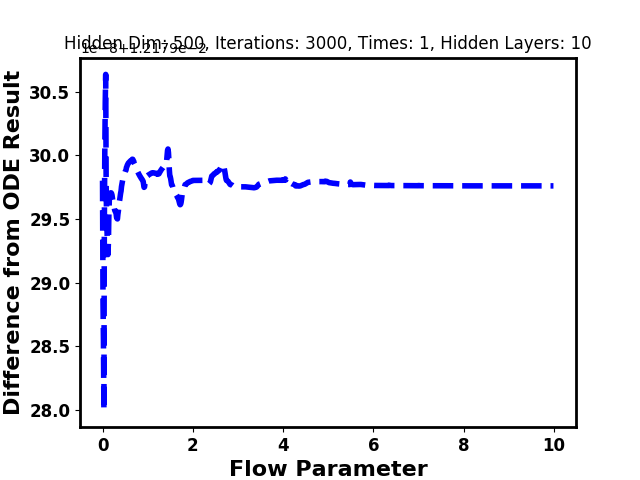 Hidden Dim: 500, Iterations: 3000, Times: 1, Hidden Layers: 10
1e−8+1.2179e−2
Difference from ODE Result
30.5
30.0
29.5
29.0
28.5
28.0
0 2 4 6 8 10
Flow Parameter